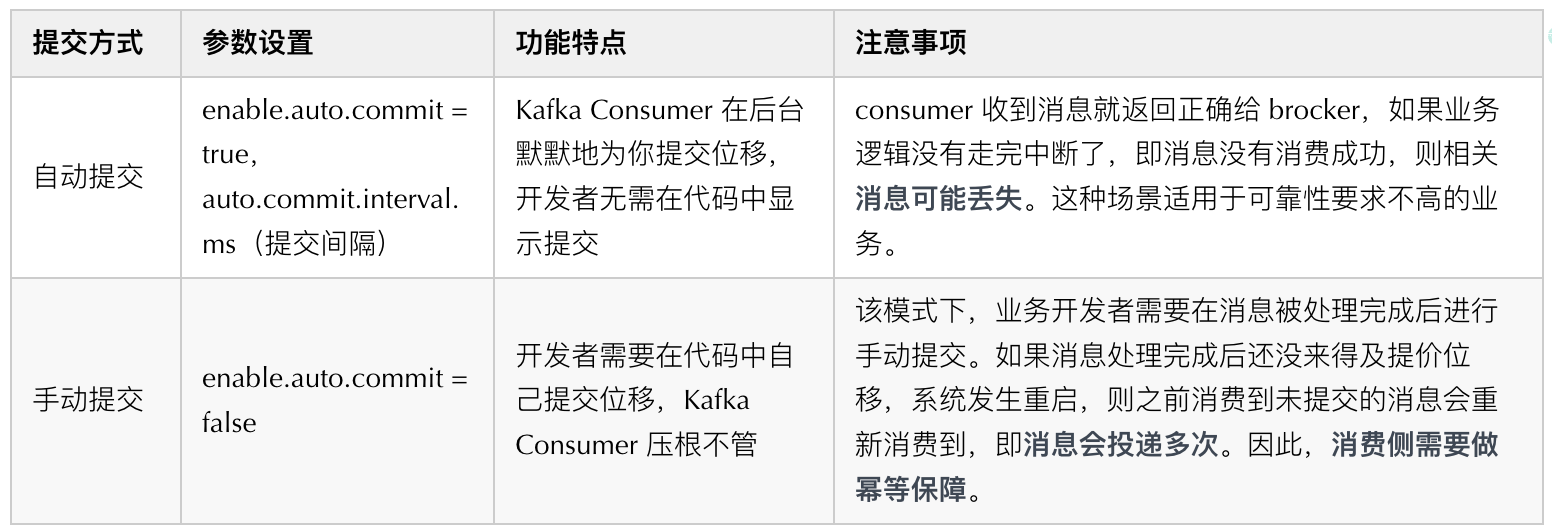 提交方式
参数设置
功能特点
注意事项
自动提交
enable.auto.commit =
true,
auto.commit.interval.
ms（提交间隔）
Kafka Consumer 在后台
默默地为你提交位移，
开发者无需在代码中显
示提交
consumer 收到消息就返回正确给 brocker，如果业务
逻辑没有走完中断了，即消息没有消费成功，则相关
消息可能丢失。这种场景适用于可靠性要求不高的业
务。
手动提交
enable.auto.commit =
false
开发者需要在代码中自
己提交位移，Kafka
Consumer 压根不管
该模式下，业务开发者需要在消息被处理完成后进行
手动提交。如果消息处理完成后还没来得及提价位
移，系统发生重启，则之前消费到未提交的消息会重
新消费到，即消息会投递多次。因此，消费侧需要做
幂等保障。